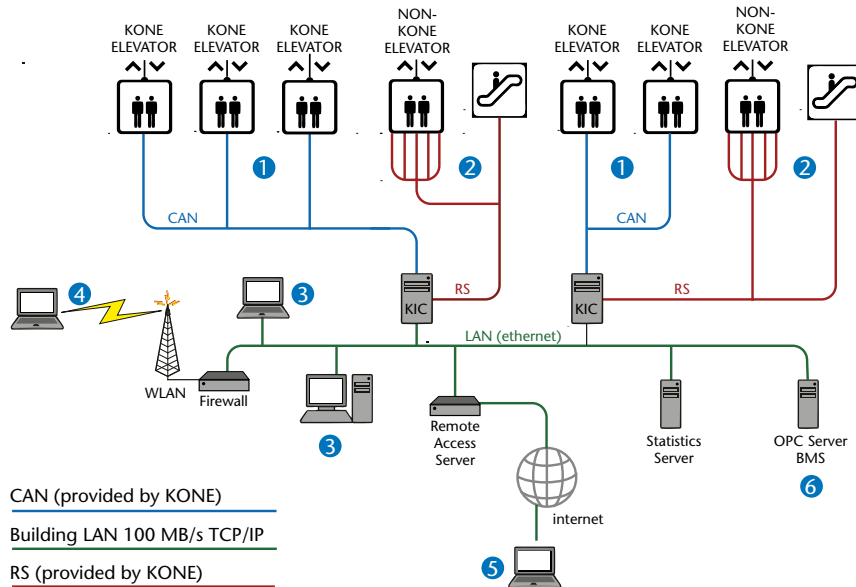 KONE
ELEVATOR
KONE
ELEVATOR
KONE
ELEVATOR
NON-
KONE
ELEVATOR
KONE
ELEVATOR
KONE
ELEVATOR
NON-
KONE
ELEVATOR
1
2
1
2
CAN
CAN
4
3
KIC
RS
KIC
RS
LAN (ethernet)
WLAN
Firewall
3
Remote
Access
Server
Statistics
Server
OPC Server
BMS
6
internet
5
CAN (provided by KONE)
Building LAN 100 MB/s TCP/IP
RS (provided by KONE)